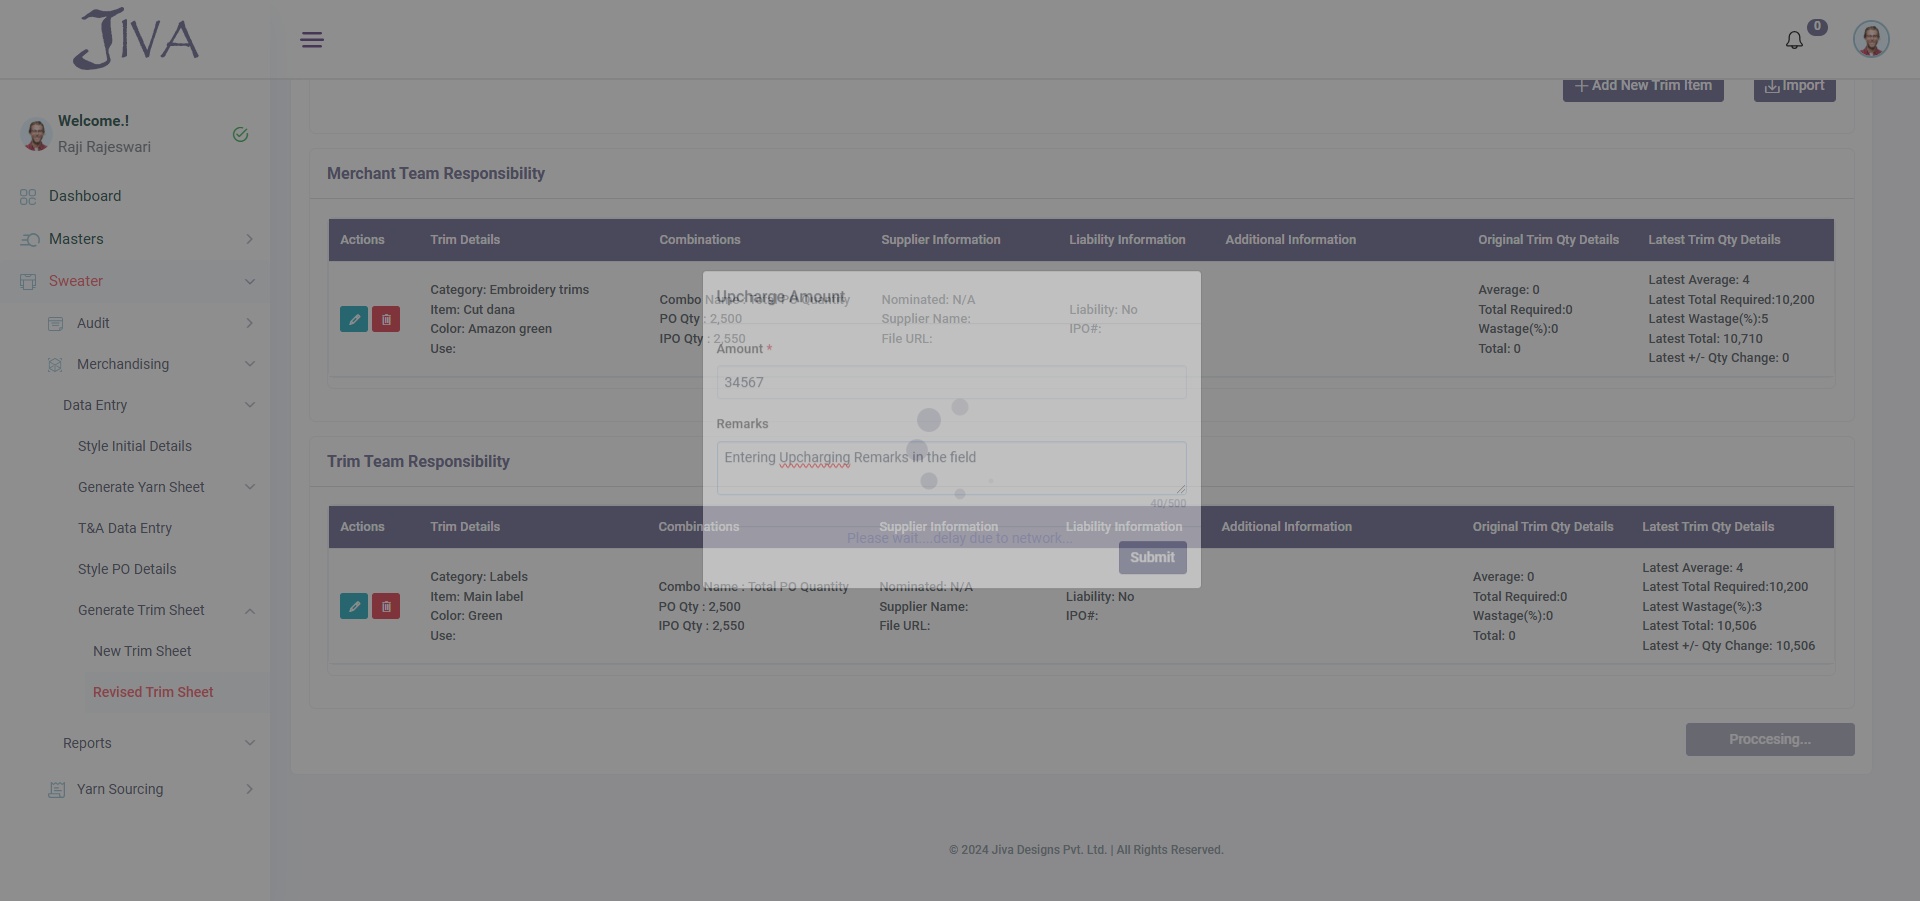 JIVA
0
Welcome.!
Raji Rajeswari
Dashboard
Masters
Sweater
Audit
Merchandising
Data Entry
Style Initial Details
Generate Yarn Sheet
T&A Data Entry
Style PO Details
Generate Trim Sheet
New Trim Sheet
Revised Trim Sheet
Reports
Yarn Sourcing
Add New Trim Item
Import
Merchant Team Responsibility
Actions Trim Details Combinations Supplier Information Liability Information Additional Information Original Trim Qty Details Latest Trim Qty Details
Category: Embroidery trims
Item: Cut dana
Color: Amazon green
Use:
Combo Name : Total PO Quantity
PO Qty : 2,500
IPO Qty : 2,550
Nominated: N/A
Supplier Name:
File URL:
Liability: No
IPO#:
Average: 0
Total Required:0
Wastage(%):0
Total: 0
Latest Average: 4
Latest Total Required:10,200
Latest Wastage(%):5
Latest Total: 10,710
Latest +/- Qty Change: 0
Upcharge Amount
Amount *
34567
Remarks
Entering Upcharging Remarks in the field
40/500
Please wait....delay due to network...
Submit
Trim Team Responsibility
Actions Trim Details Combinations Supplier Information Liability Information Additional Information Original Trim Qty Details Latest Trim Qty Details
Category: Labels
Item: Main label
Color: Green
Use:
Combo Name : Total PO Quantity
PO Qty : 2,500
IPO Qty : 2,550
Nominated: N/A
Supplier Name:
File URL:
Liability: No
IPO#:
Average: 0
Total Required:0
Wastage(%):0
Total: 0
Latest Average: 4
Latest Total Required:10,200
Latest Wastage(%):3
Latest Total: 10,506
Latest +/- Qty Change: 10,506
Proccesing...
© 2024 Jiva Designs Pvt. Ltd. | All Rights Reserved.